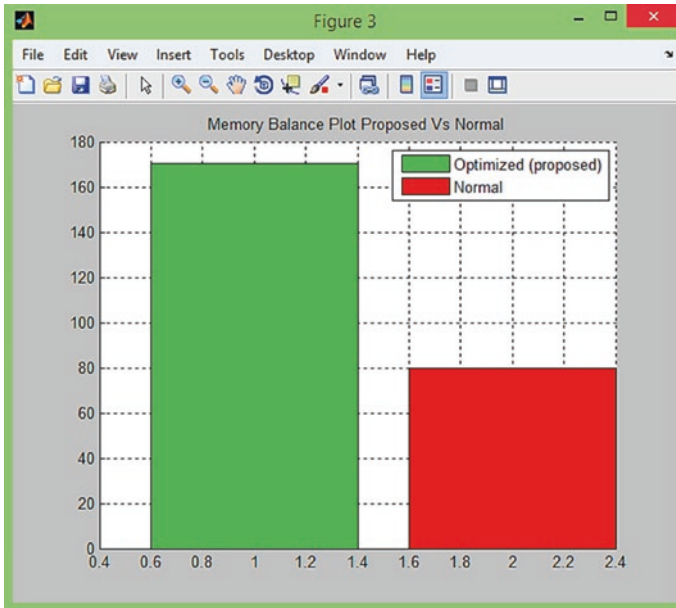 Figure 3
File Edit View Insert Tools Desktop Window Help
Memory Balance Plot Proposed Vs Normal
Optimized (proposed)
Normal
180
160
140
120
100
80
60
40
20
0
0.4 0.6 0.8 1 1.2 1.4 1.6 1.8 2 2.2 2.4